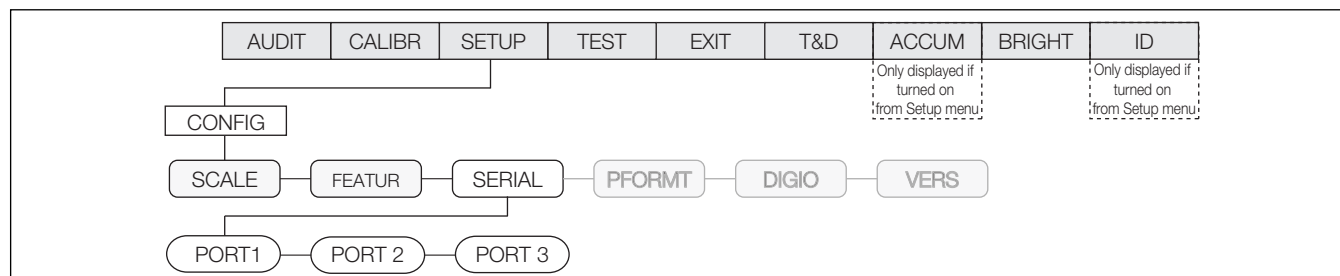 AUDIT CALIBR SETUP TEST EXIT T&D ACCUM BRIGHT ID
Only displayed if Only displayed if
turned on turned on
from Setup menu from Setup menu
CONFIG
SCALE FEATUR SERIAL PFORMT DIGIO VERS
PORT1 PORT 2 PORT 3